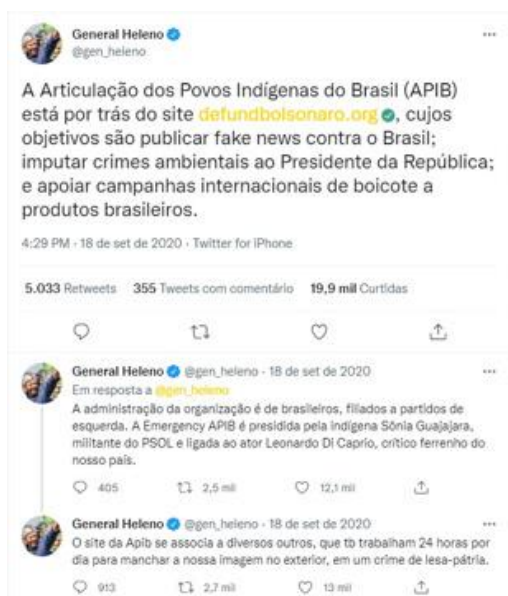 General Heleno
@gen_heleno
A Articulação dos Povos Indígenas do Brasil (APIB)
está por trás do site defundbolsonaro.org, cujos
objetivos são publicar fake news contra o Brasil;
imputar crimes ambientais ao Presidente da República;
e apoiar campanhas internacionais de boicote a
produtos brasileiros.
4:29 PM · 18 de set de 2020 · Twitter for iPhone
5.033 Retweets 355 Tweets com comentário 19,9 mil Curtidas
General Heleno @gen_heleno · 18 de set de 2020
Em resposta a @gen_heleno
A administração da organização é de brasileiros, filiados a partidos de
esquerda. A Emergency APIB é presidida pela indígena Sônia Guajajara,
militante do PSOL e ligada ao ator Leonardo Di Caprio, crítico ferrenho do
nosso país.
405 2,5 mil 12,1 mil
General Heleno @gen_heleno · 18 de set de 2020
O site da Apib se associa a diversos outros, que tb trabalham 24 horas por
dia para manchar a nossa imagem no exterior, em um crime de lesa-pátria.
913 2,7 mil 13 mil